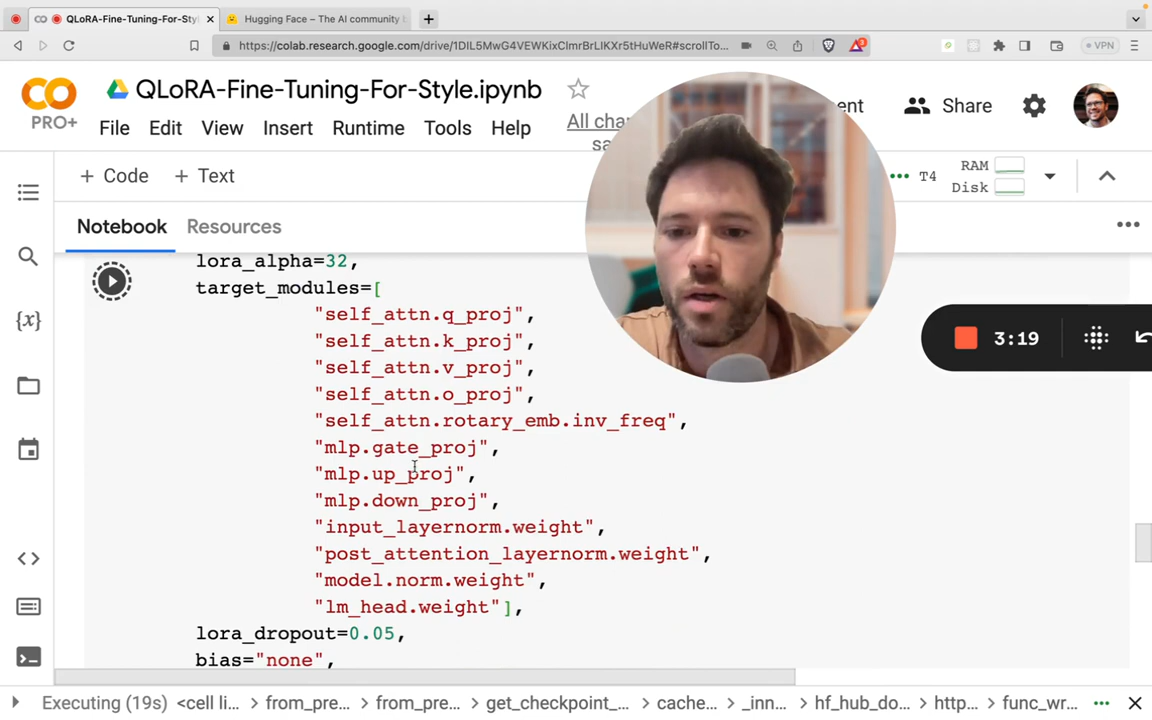 QLoRA-Fine-Tuning-For-Sty
Hugging Face – The AI community b
https://colab.research.google.com/drive/1DIL5MwG4VEWKixClmrBrLIKXr5tHuWeR#scrollTo...
VPN
QLoRA-Fine-Tuning-For-Style.ipynb
PRO+
File Edit View Insert Runtime Tools Help
All char
sa
ent
Share
+ Code + Text
T4
RAM
Disk
Notebook Resources
lora_alpha=32,
target_modules=[
"self_attn.q_proj",
"self_attn.k_proj",
"self_attn.v_proj",
"self_attn.o_proj",
"self_attn.rotary_emb.inv_freq",
"mlp.gate_proj",
"mlp.up_proj",
"mlp.down_proj",
"input_layernorm.weight",
"post_attention_layernorm.weight",
"model.norm.weight",
"lm_head.weight"],
lora_dropout=0.05,
bias="none",
{x}
3:19
Executing (19s) <cell li... > from_pre... > from_pre... > get_checkpoint_... > cache... > _inn... > hf_hub_do... > http... > func_wr...